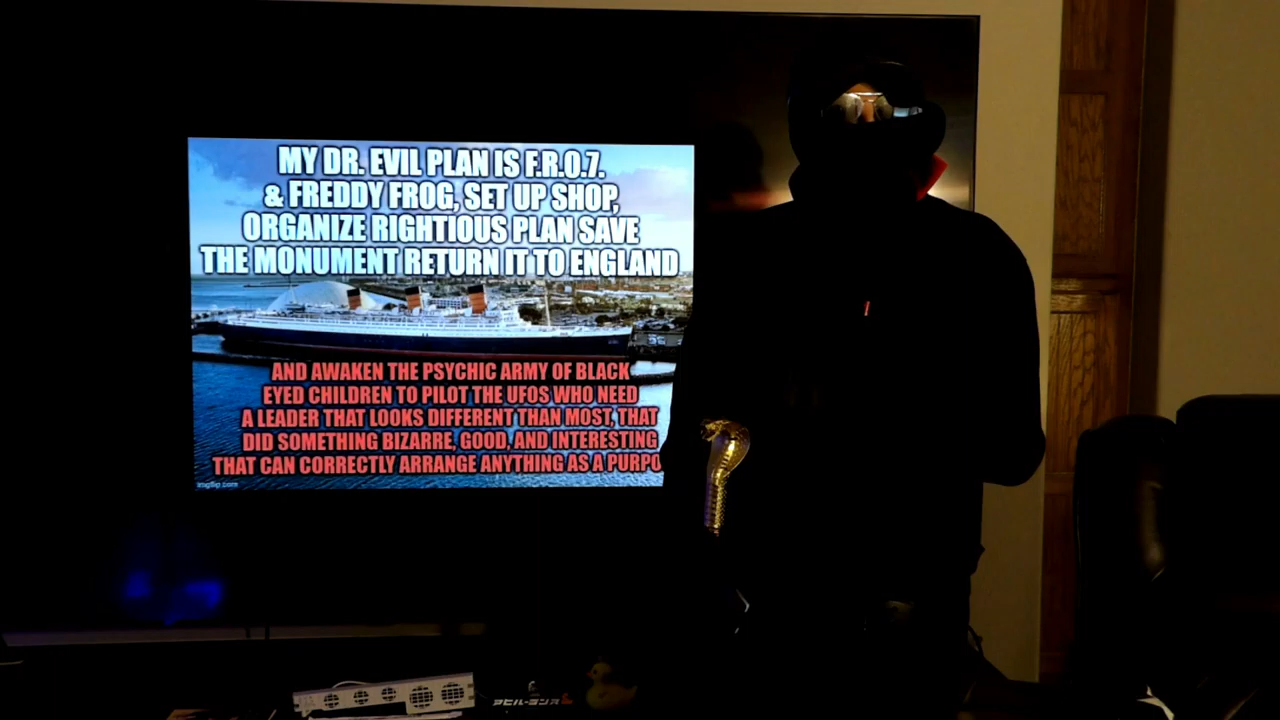 MY DR. EVIL PLAN IS F.R.O.7.
& FREDDY FROG, SET UP SHOP,
ORGANIZE RIGHTIOUS PLAN SAVE
THE MONUMENT RETURN IT TO ENGLAND
AND AWAKEN THE PSYCHIC ARMY OF BLACK
EYED CHILDREN TO PILOT THE UFOS WHO NEED
A LEADER THAT LOOKS DIFFERENT THAN MOST, THAT
DID SOMETHING BIZARRE, GOOD, AND INTERESTING
THAT CAN CORRECTLY ARRANGE ANYTHING AS A PURPO
imgflip.com